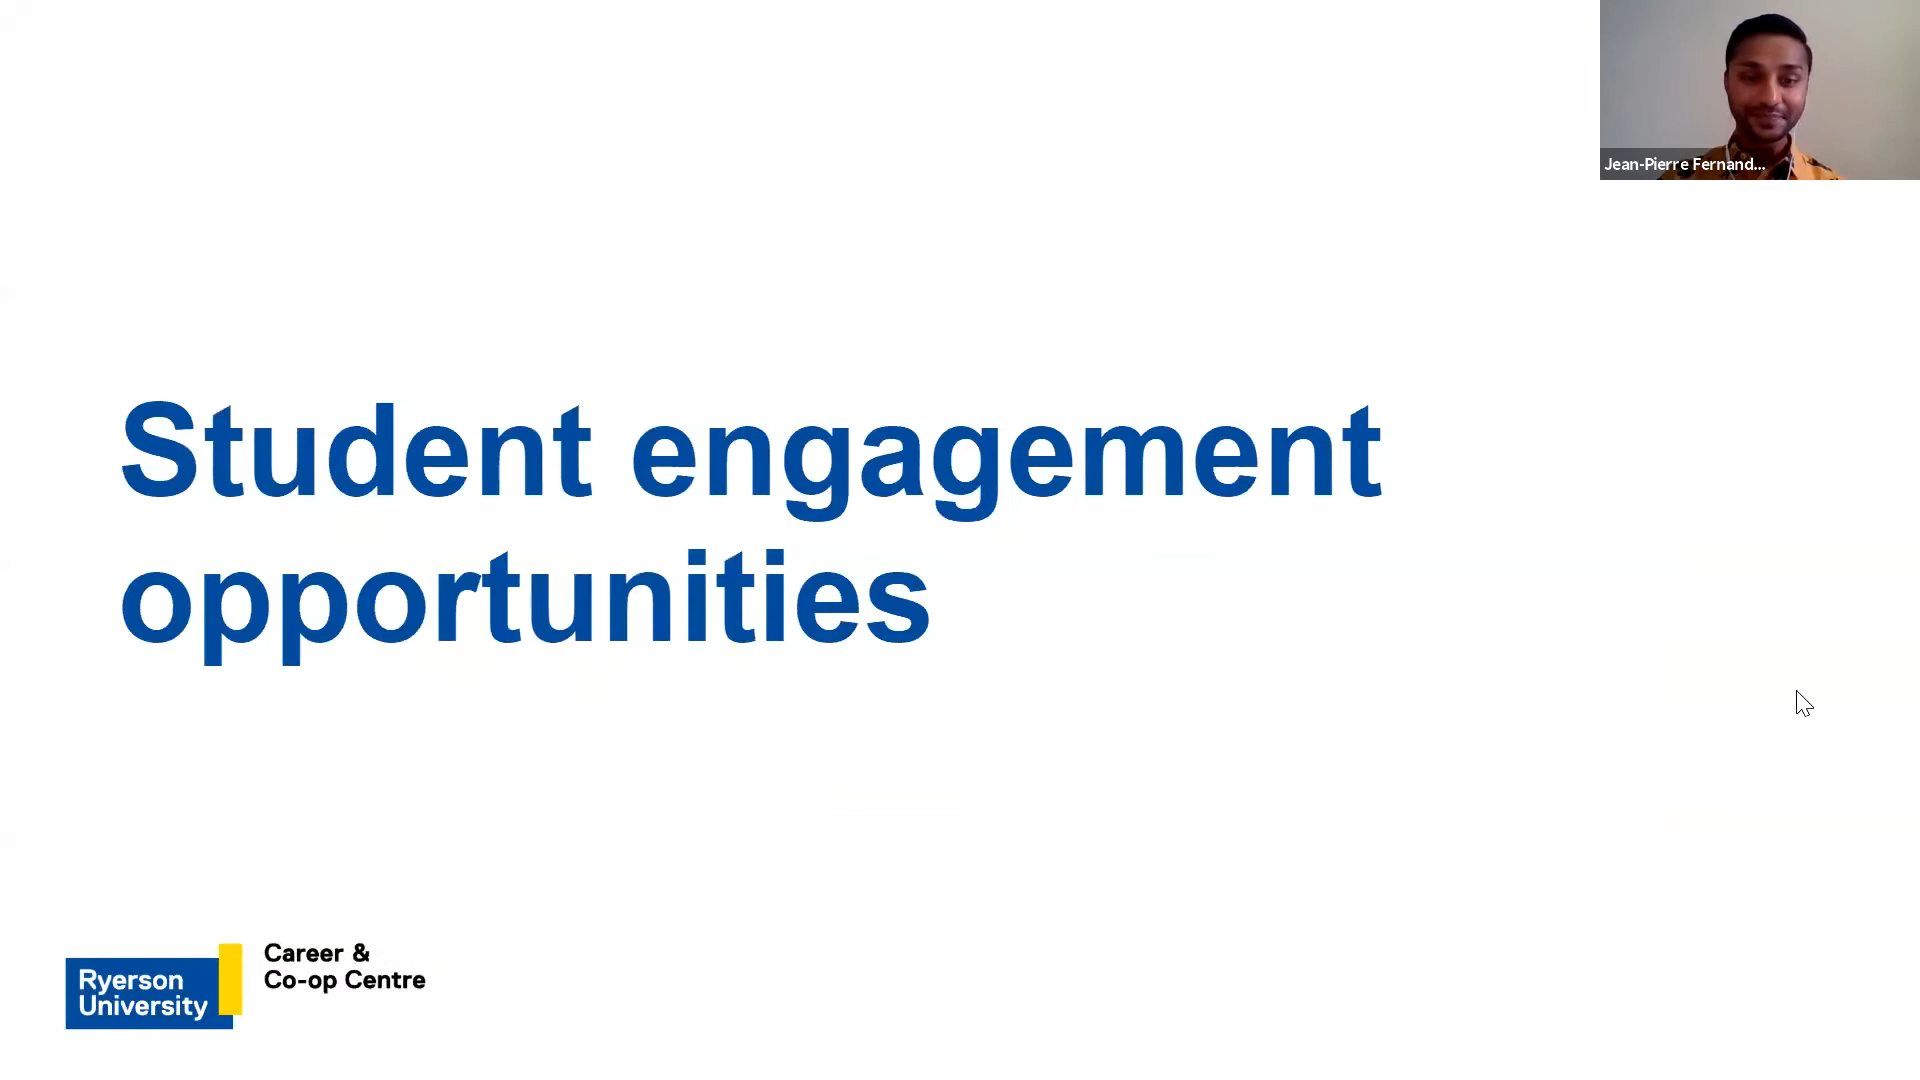 Jean-Pierre Fernand...
Student engagement
opportunities
Ryerson
University
Career &
Co-op Centre